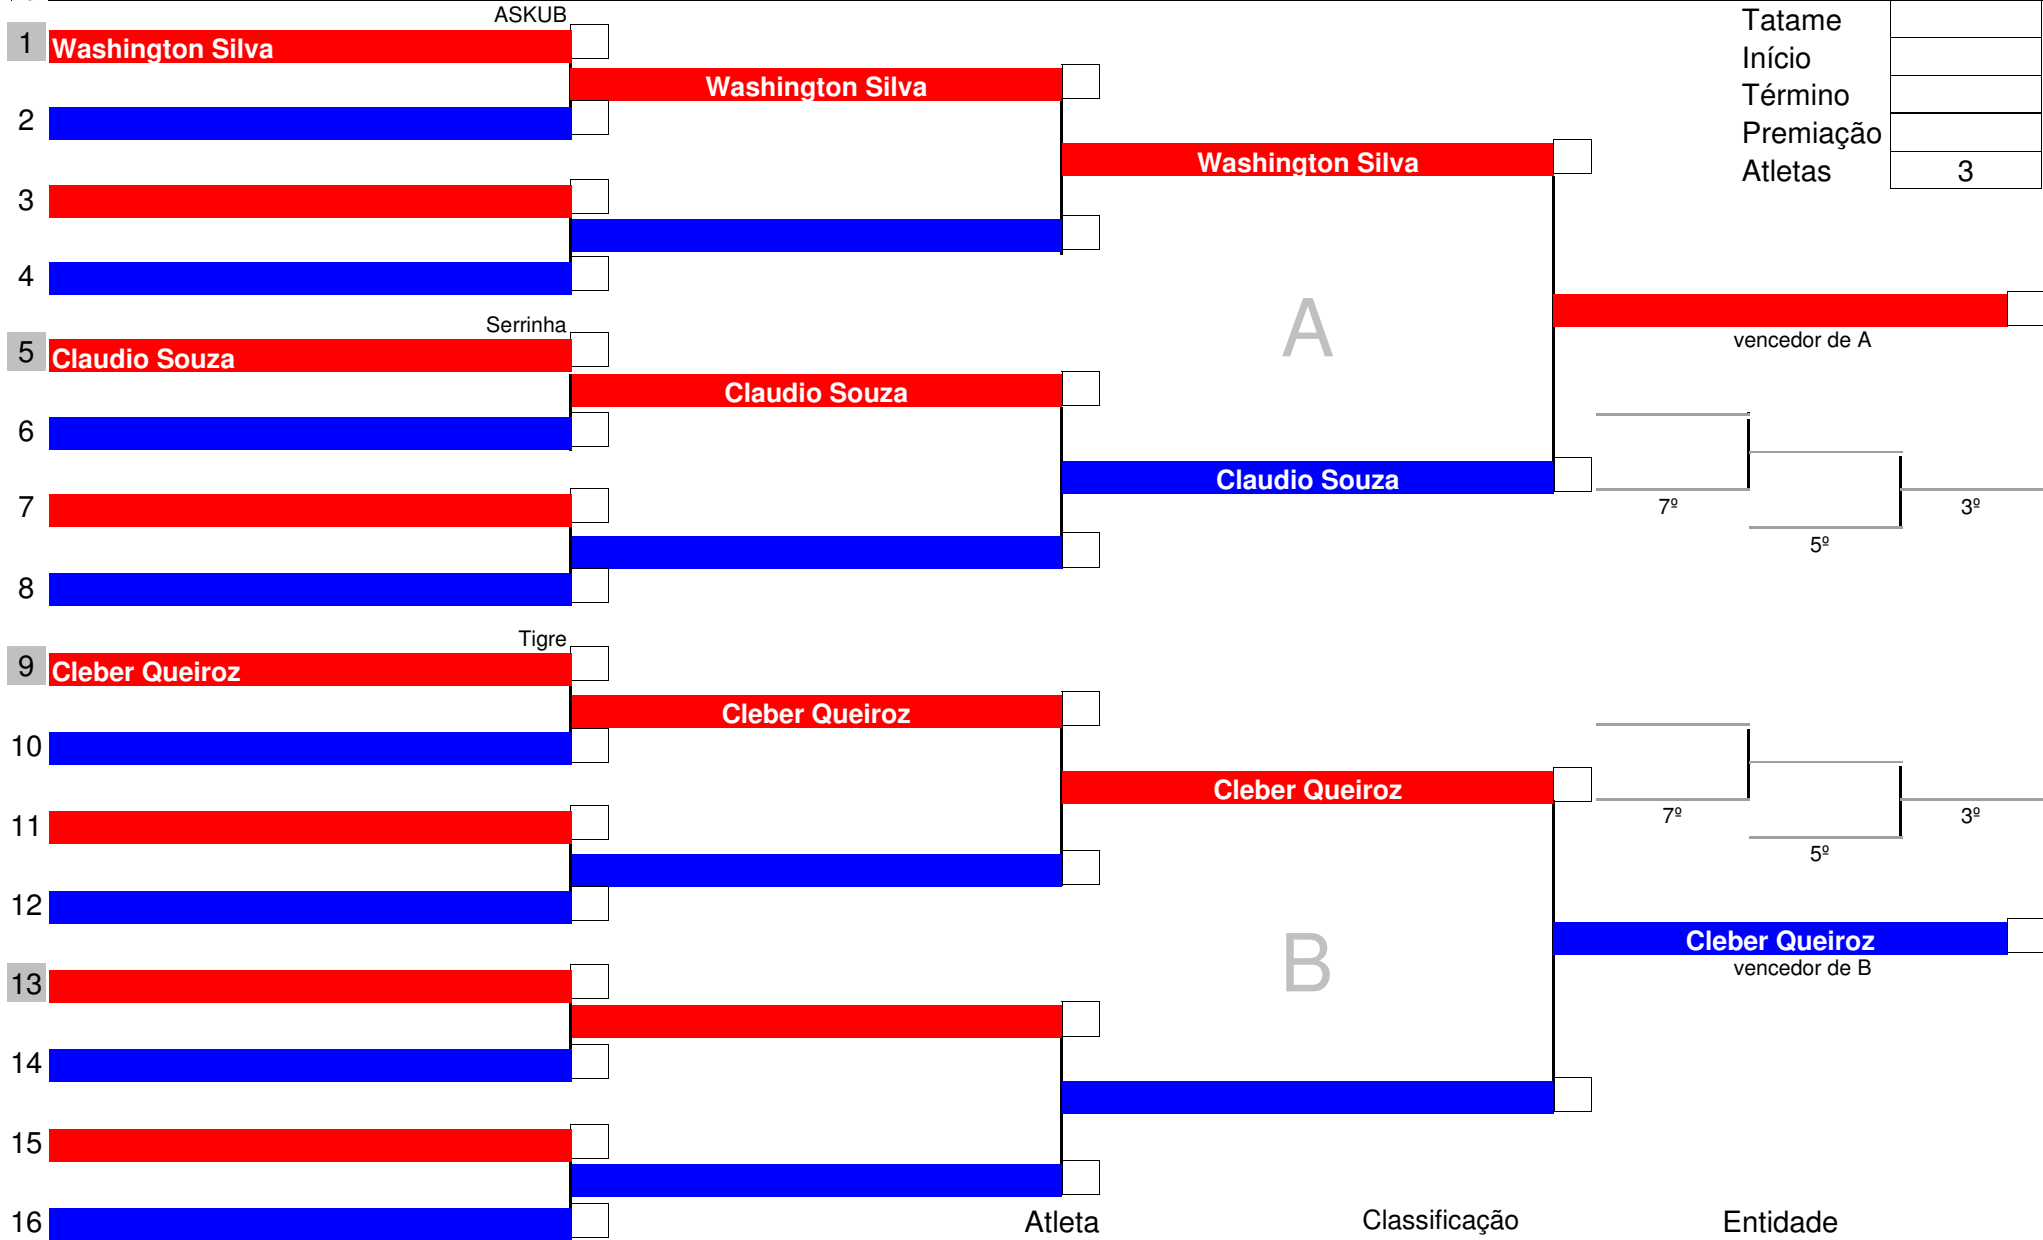 ASKUB
1 Washington Silva
Washington Silva
2
Washington Silva
3
4
Tatame
Início
Término
Premiação
Atletas 3
A
vencedor de A
Serrinha
5 Claudio Souza
Claudio Souza
6
Claudio Souza
7
8
7º
5º
3º
Tigre
9 Cleber Queiroz
Cleber Queiroz
10
Cleber Queiroz
11
12
7º
5º
3º
B
Cleber Queiroz
vencedor de B
13
14
15
16
Atleta Classificação Entidade